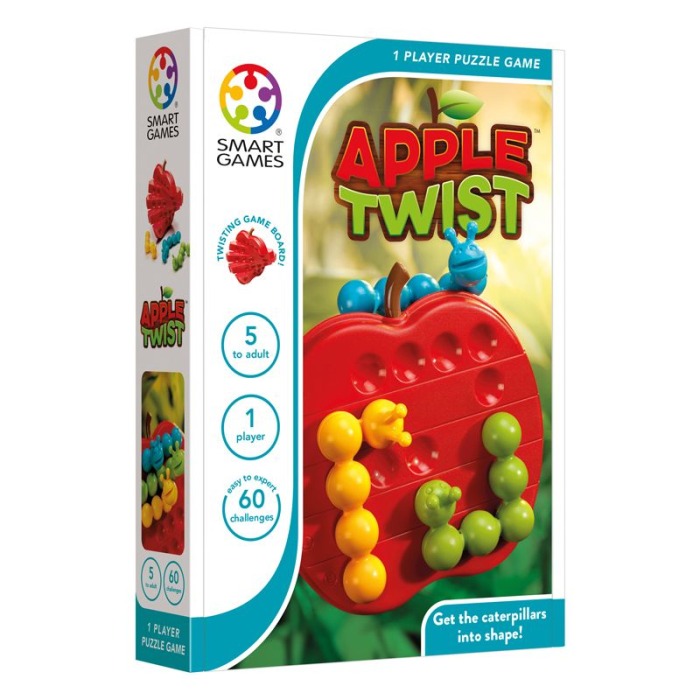 SMART
GAMES
APPLE
TWIST
5
to adult
60
challenges
1 PLAYER
PUZZLE GAME
SMART
GAMES
®
TWISTING GAME BOARD!
5
to adult
1
player
easy to expert
60
challenges
1 PLAYER PUZZLE GAME
APPLE
TWIST
™
Get the caterpillars
into shape!